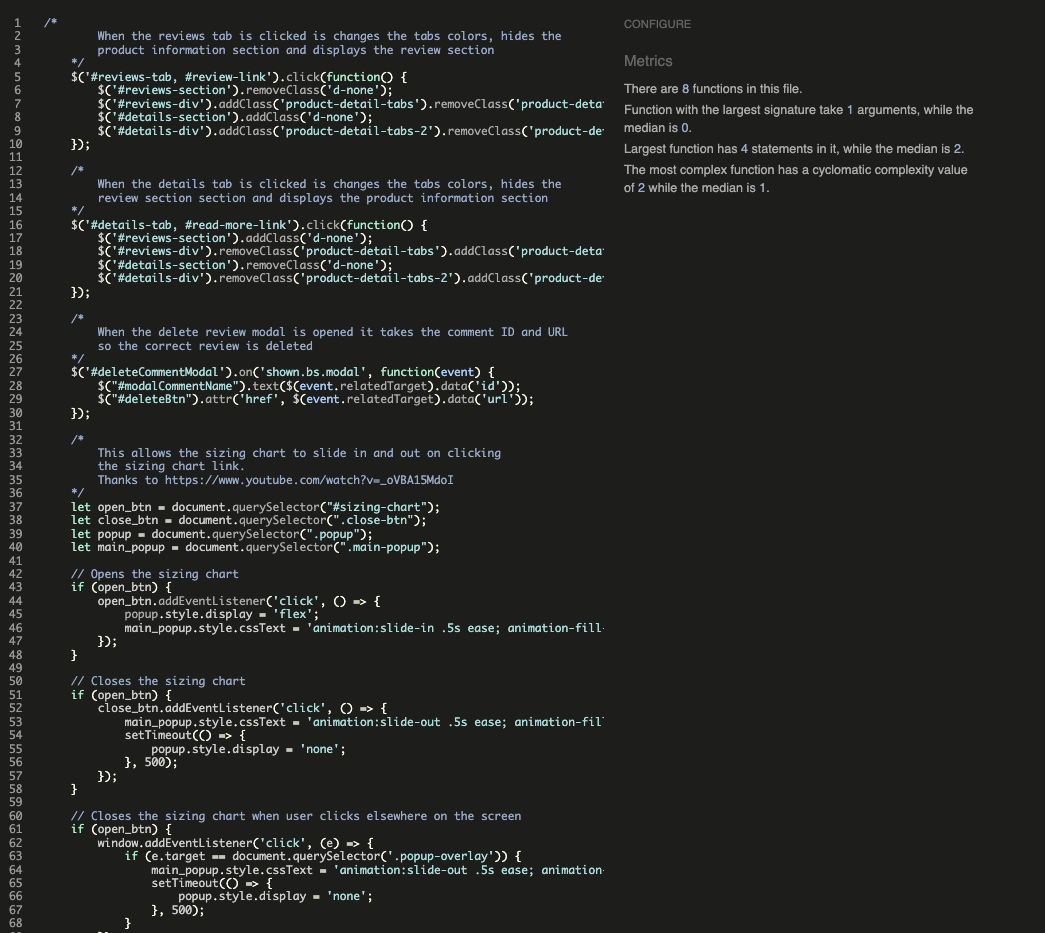 1 /*
2 When the reviews tab is clicked is changes the tabs colors, hides the
3 product information section and displays the review section
4 */
5 $('#reviews-tab, #review-link').click(function() {
6 $('#reviews-section').removeClass('d-none');
7 $('#reviews-div').addClass('product-detail-tabs').removeClass('product-deta
8 $('#details-section').addClass('d-none');
9 $('#details-div').addClass('product-detail-tabs-2').removeClass('product-de
10 });
11
12 /*
13 When the details tab is clicked is changes the tabs colors, hides the
14 review section section and displays the product information section
15 */
16 $('#details-tab, #read-more-link').click(function() {
17 $('#reviews-section').addClass('d-none');
18 $('#reviews-div').removeClass('product-detail-tabs').addClass('product-deta
19 $('#details-section').removeClass('d-none');
20 $('#details-div').removeClass('product-detail-tabs-2').addClass('product-de
21 });
22
23 /*
24 When the delete review modal is opened it takes the comment ID and URL
25 so the correct review is deleted
26 */
27 $('#deleteCommentModal').on('shown.bs.modal', function(event) {
28 $("#modalCommentName").text($(event.relatedTarget).data('id'));
29 $("#deleteBtn").attr('href', $(event.relatedTarget).data('url'));
30 });
31
32 /*
33 This allows the sizing chart to slide in and out on clicking
34 the sizing chart link.
35 Thanks to https://www.youtube.com/watch?v=_oVBA15MdoI
36 */
37 let open_btn = document.querySelector("#sizing-chart");
38 let close_btn = document.querySelector(".close-btn");
39 let popup = document.querySelector(".popup");
40 let main_popup = document.querySelector(".main-popup");
41
42 // Opens the sizing chart
43 if (open_btn) {
44 open_btn.addEventListener('click', () => {
45 popup.style.display = 'flex';
46 main_popup.style.cssText = 'animation:slide-in .5s ease; animation-fill-
47 });
48 }
49
50 // Closes the sizing chart
51 if (open_btn) {
52 close_btn.addEventListener('click', () => {
53 main_popup.style.cssText = 'animation:slide-out .5s ease; animation-fil
54 setTimeout(() => {
55 popup.style.display = 'none';
56 }, 500);
57 });
58 }
59
60 // Closes the sizing chart when user clicks elsewhere on the screen
61 if (open_btn) {
62 window.addEventListener('click', (e) => {
63 if (e.target == document.querySelector('.popup-overlay')) {
64 main_popup.style.cssText = 'animation:slide-out .5s ease; animation-
65 setTimeout(() => {
66 popup.style.display = 'none';
67 }, 500);
68 }
CONFIGURE
Metrics
There are 8 functions in this file.
Function with the largest signature take 1 arguments, while the
median is 0.
Largest function has 4 statements in it, while the median is 2.
The most complex function has a cyclomatic complexity value
of 2 while the median is 1.